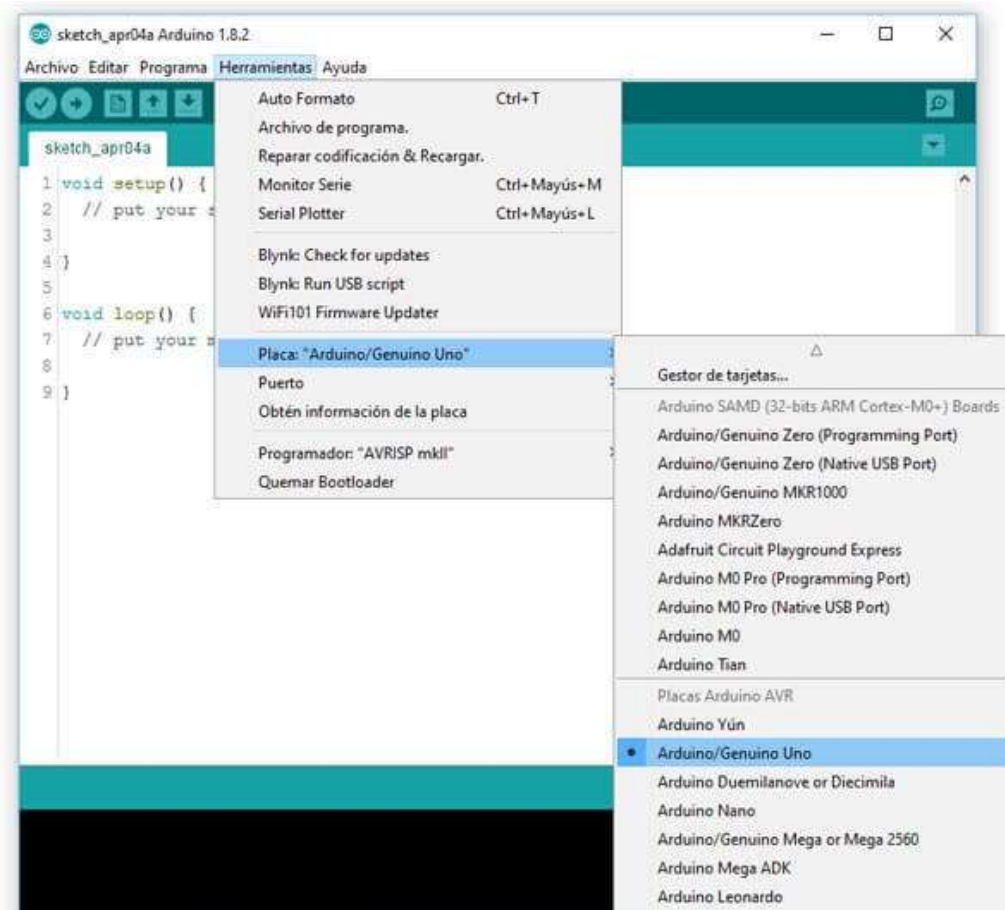 sketch_apr04a Arduino 1.8.2
Archivo Editar Programa Herramientas Ayuda
sketch_apr04a
1 void setup() {
2 // put your s
3
4 }
5
6 void loop() {
7 // put your m
8
9 }
Auto Formato Ctrl+T
Archivo de programa.
Reparar codificación & Recargar.
Monitor Serie Ctrl+Mayús+M
Serial Plotter Ctrl+Mayús+L
Blynk: Check for updates
Blynk: Run USB script
WiFi101 Firmware Updater
Placa: "Arduino/Genuino Uno"
Puerto
Obtén información de la placa
Programador: "AVRISP mkII"
Quemar Bootloader
Gestor de tarjetas...
Arduino SAMD (32-bits ARM Cortex-M0+) Boards
Arduino/Genuino Zero (Programming Port)
Arduino/Genuino Zero (Native USB Port)
Arduino/Genuino MKR1000
Arduino MKRZero
Adafruit Circuit Playground Express
Arduino M0 Pro (Programming Port)
Arduino M0 Pro (Native USB Port)
Arduino M0
Arduino Tian
Placas Arduino AVR
Arduino Yún
Arduino/Genuino Uno
Arduino Duemilanove or Diecimila
Arduino Nano
Arduino/Genuino Mega or Mega 2560
Arduino Mega ADK
Arduino Leonardo